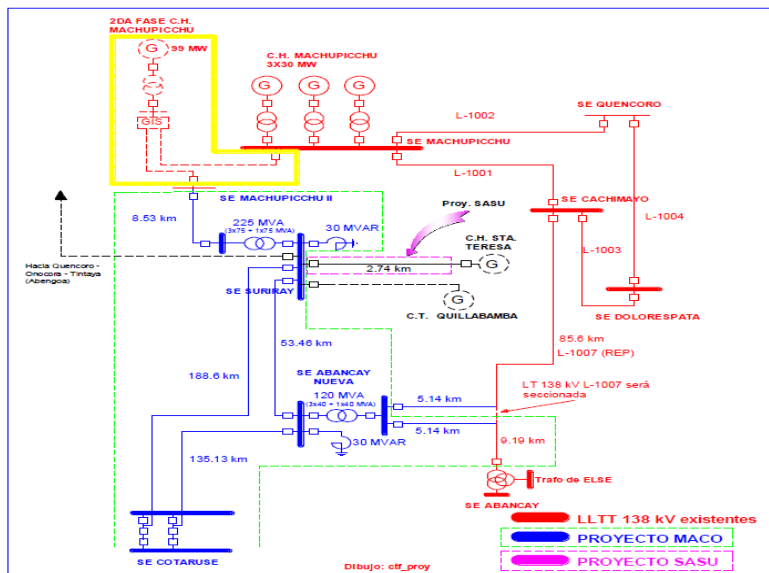 2DA FASE C.H.
MACHUPICCHU
G
99 MW
GIS
C.H. MACHUPICCHU
3X30 MW
G
G
G
L-1002
SE QUENCORO
SE MACHUPICCHU
L-1001
SE MACHUPICCHU II
8.53 km
225 MVA
(3x75 + 1x75 MVA)
30 MVAR
Proy. SASU
SE CACHIMAYO
L-1003
L-1004
C.H. STA.
TERESA
G
2.74 km
Hacia Quencoro -
Onocora - Tintaya
(Abengoa)
SE SURIRAY
G
C.T. QUILLABAMBA
SE DOLORESPATA
53.46 km
85.6 km
L-1007 (REP)
188.6 km
SE ABANCAY
NUEVA
120 MVA
(3x40 + 1x40 MVA)
LT 138 kV L-1007 será
seccionada
5.14 km
5.14 km
30 MVAR
9.19 km
135.13 km
Trafo de ELSE
SE ABANCAY
SE COTARUSE
LLTT 138 kV existentes
PROYECTO MACO
PROYECTO SASU
Dibujo: ctf_proy